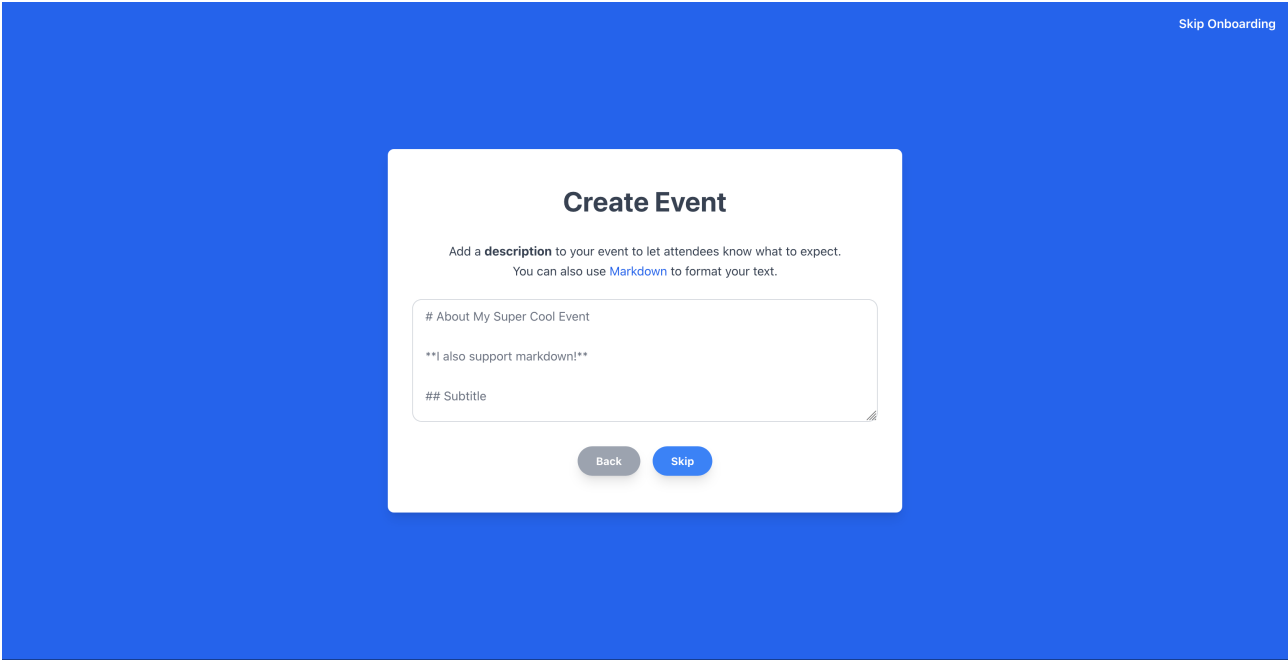 Skip Onboarding
Create Event
Add a description to your event to let attendees know what to expect.
You can also use Markdown to format your text.
# About My Super Cool Event
**I also support markdown!**
## Subtitle
Back
Skip